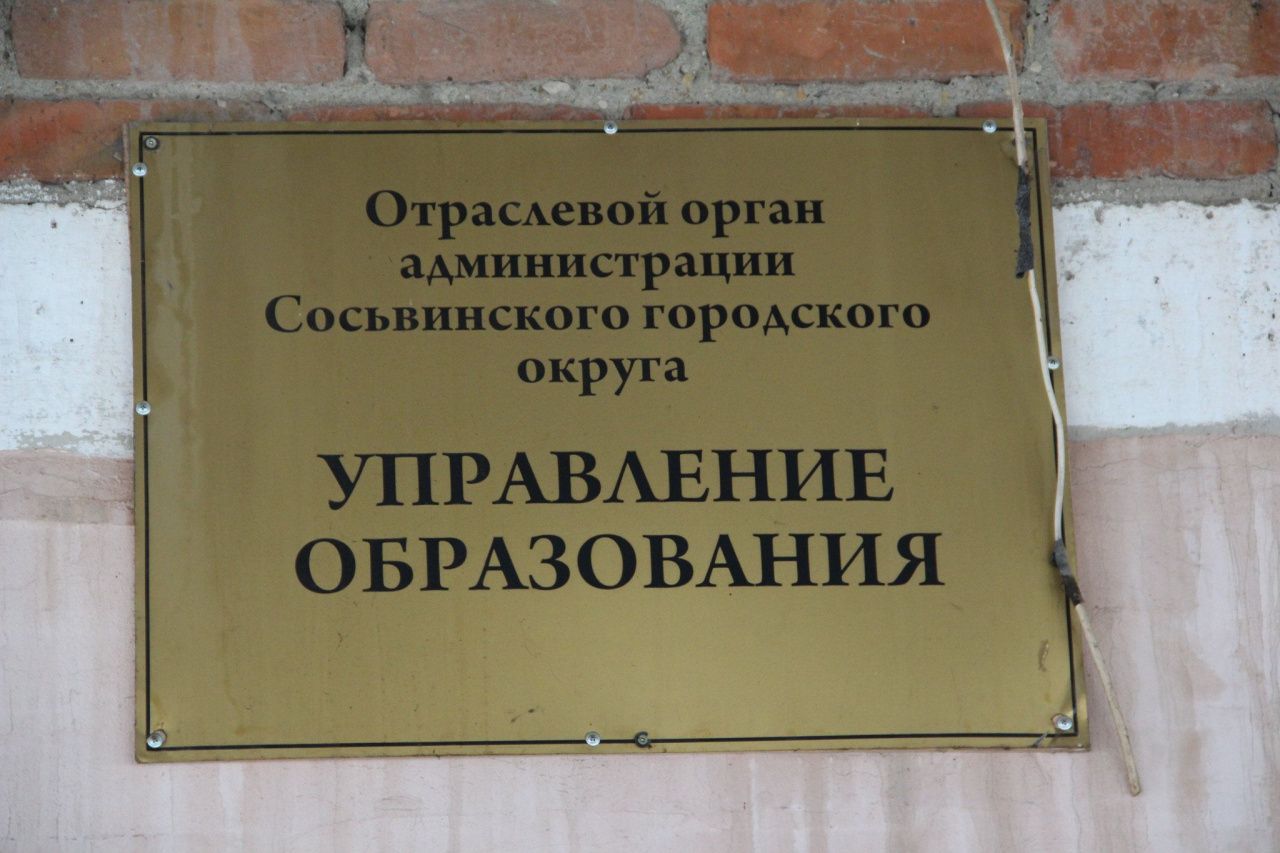 Отраслевой орган
администрации
Сосьвинского городского
округа
УПРАВЛЕНИЕ
ОБРАЗОВАНИЯ